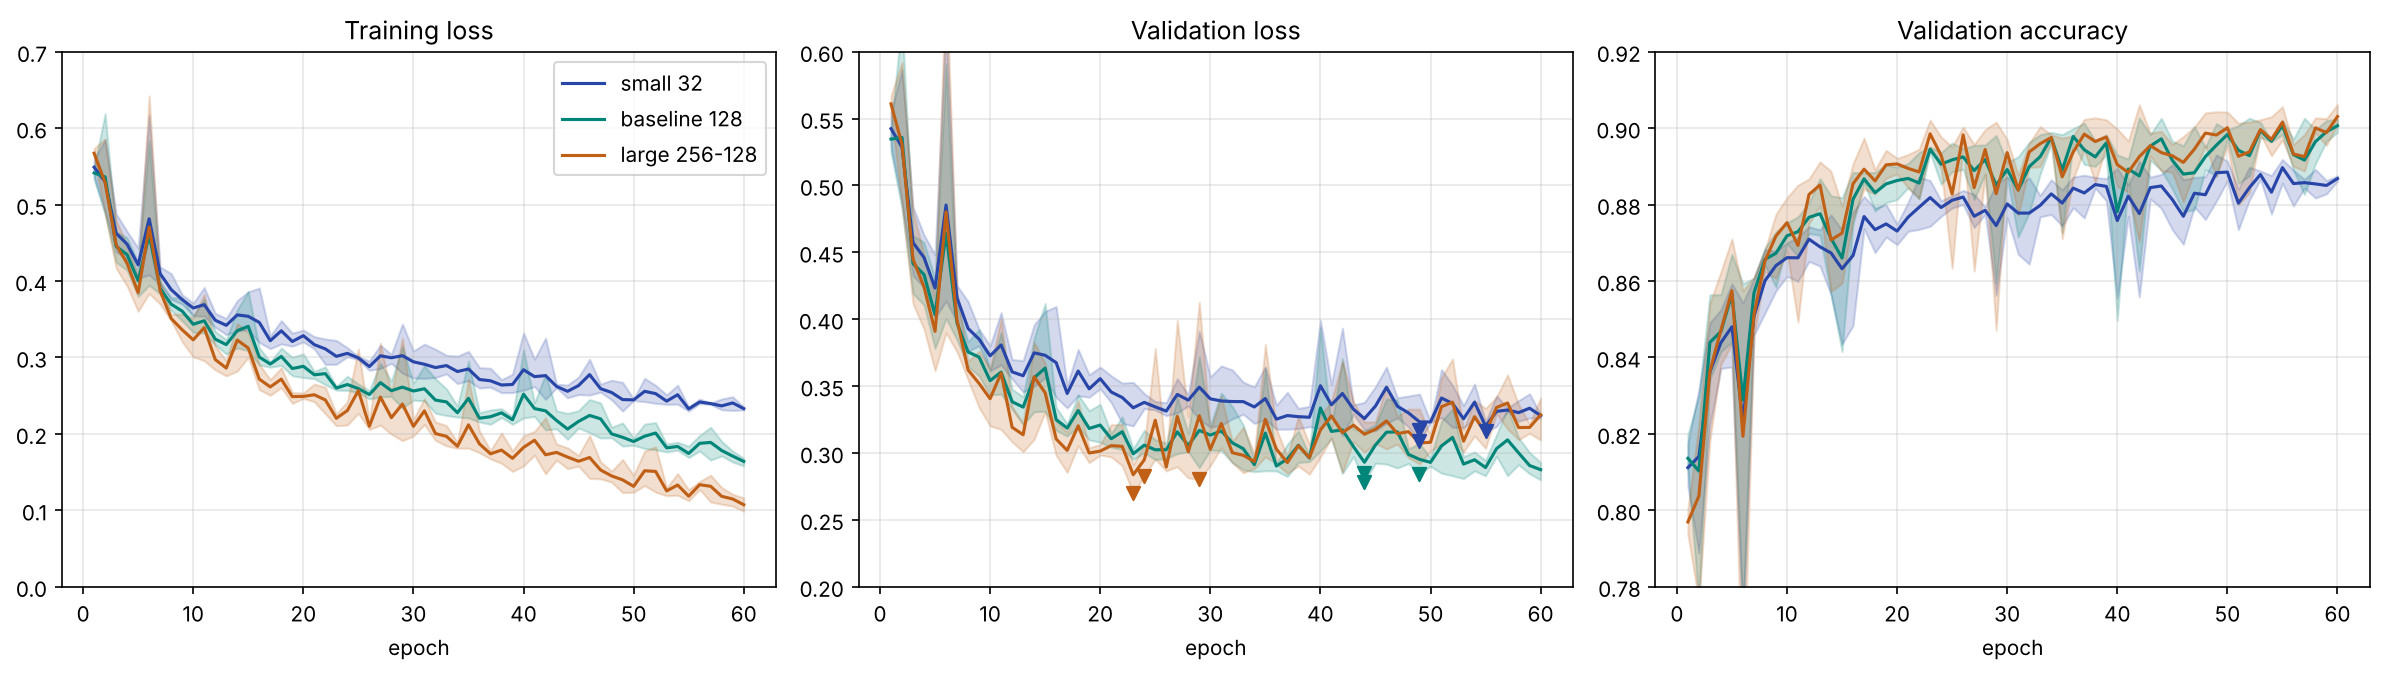 Training loss
0.7
0.6
0.5
0.4
0.3
0.2
0.1
0.0
0 10 20 30 40 50 60
epoch
small 32
baseline 128
large 256-128
Validation loss
0.60
0.55
0.50
0.45
0.40
0.35
0.30
0.25
0.20
0 10 20 30 40 50 60
epoch
Validation accuracy
0.92
0.90
0.88
0.86
0.84
0.82
0.80
0.78
0 10 20 30 40 50 60
epoch